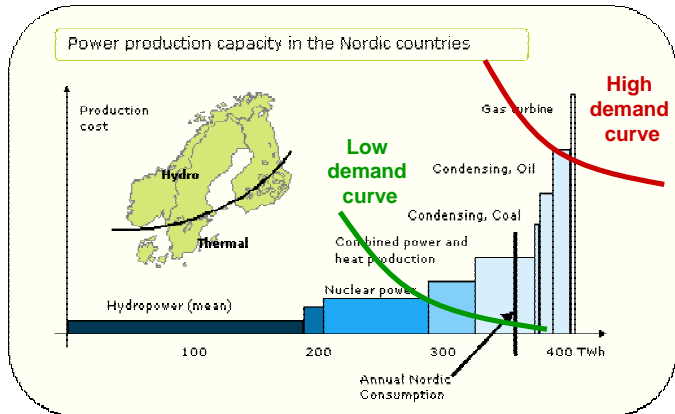 Power production capacity in the Nordic countries
Production
cost
Gas turbine
High
demand
curve
Low
demand
curve
Hydro
Thermal
Condensing, Oil
Condensing, Coal
Combined power and
heat production
Nuclear power
Hydropower (mean)
100
200
300
400 TWh
Annual Nordic
Consumption